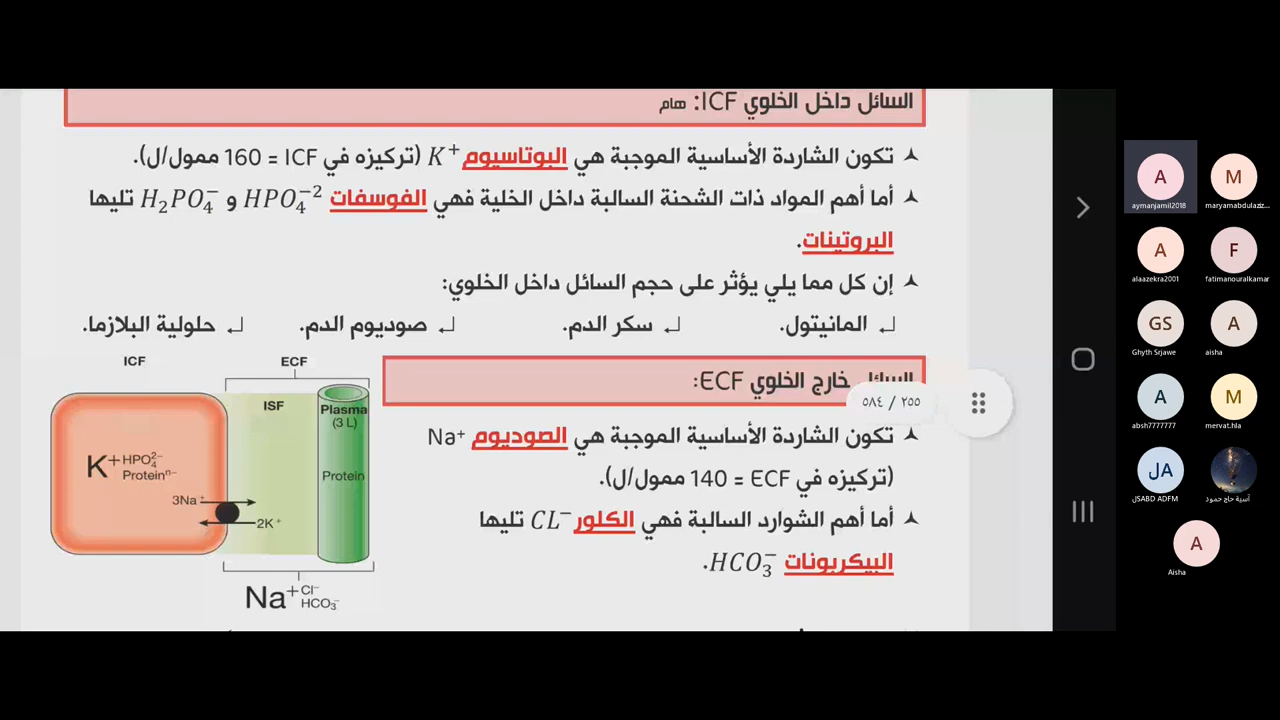 السائل داخل الخلوي ICF: هام
تكون الشاردة الأساسية الموجبة هي البوتاسيوم K⁺ (تركيزه في ICF = 160 ممول/ل).
أما أهم المواد ذات الشحنة السالبة داخل الخلية فهي الفوسفات HPO₄⁻² و H₂PO₄⁻ تليها
البروتينات.
إن كل مما يلي يؤثر على حجم السائل داخل الخلوي:
المانيتول. سكر الدم. صوديوم الدم. حلولية البلازما.
السائل خارج الخلوي ECF:
٢٥٥ / ٥٨٤
تكون الشاردة الأساسية الموجبة هي الصوديوم Na⁺
(تركيزه في ECF = 140 ممول/ل).
أما أهم الشوارد السالبة فهي الكلور CL⁻ تليها
البيكربونات HCO₃⁻.
ICF
ECF
ISF
Plasma
(3 L)
K⁺ HPO₄²⁻
Proteinⁿ⁻
Protein
3Na⁺
2K⁺
Na⁺ Cl⁻
HCO₃⁻
A
aymanjamil2018
M
maryamabdulaziz...
A
alaazekra2001
F
fatimanouralkamar
GS
Ghyth Srjawe
A
aisha
A
absh7777777
M
mervat.hla
JA
JSABD ADFM
آسية حاج حمود
A
Aisha